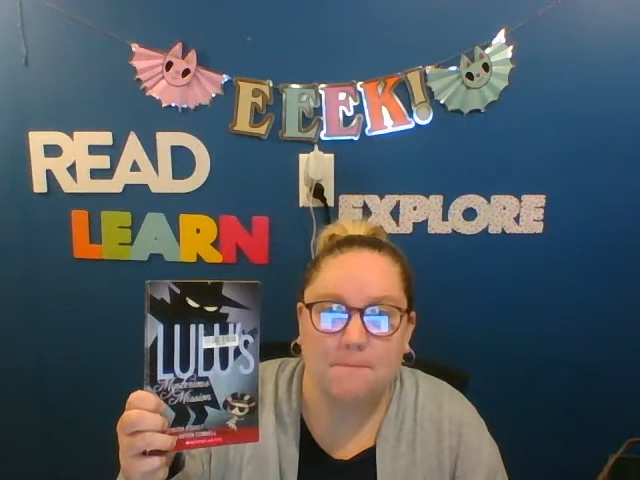 EEEK!
READ
EXPLORE
LEARN
LULU's
Mysterious
Mission